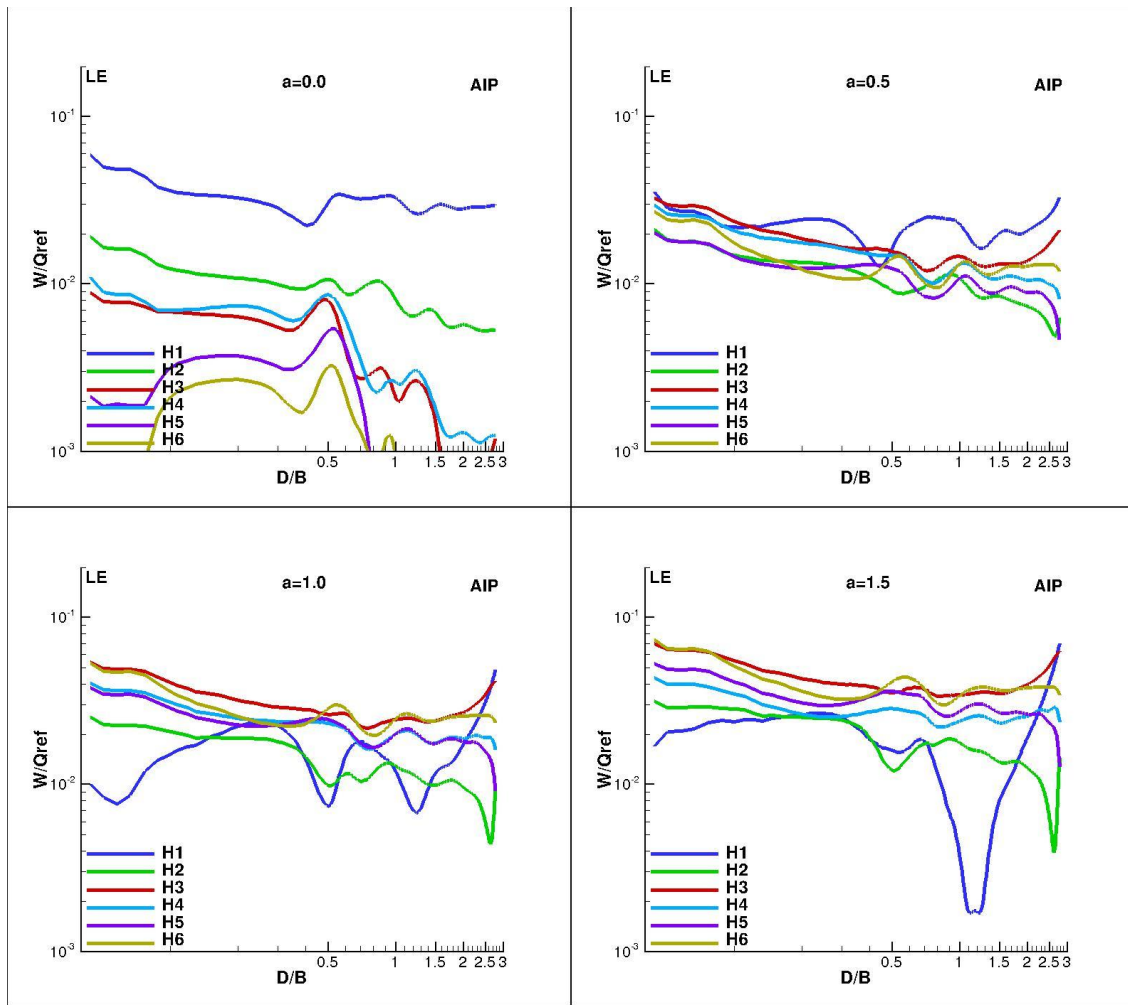 LE a=0.0 AIP
10^-1
W/Qref
10^-2
H1
H2
H3
H4
H5
H6
10^-3
0.5 1 1.5 2 2.5 3
D/B
LE a=0.5 AIP
10^-1
W/Qref
10^-2
H1
H2
H3
H4
H5
H6
10^-3
0.5 1 1.5 2 2.5 3
D/B
LE a=1.0 AIP
10^-1
W/Qref
10^-2
H1
H2
H3
H4
H5
H6
10^-3
0.5 1 1.5 2 2.5 3
D/B
LE a=1.5 AIP
10^-1
W/Qref
10^-2
H1
H2
H3
H4
H5
H6
10^-3
0.5 1 1.5 2 2.5 3
D/B